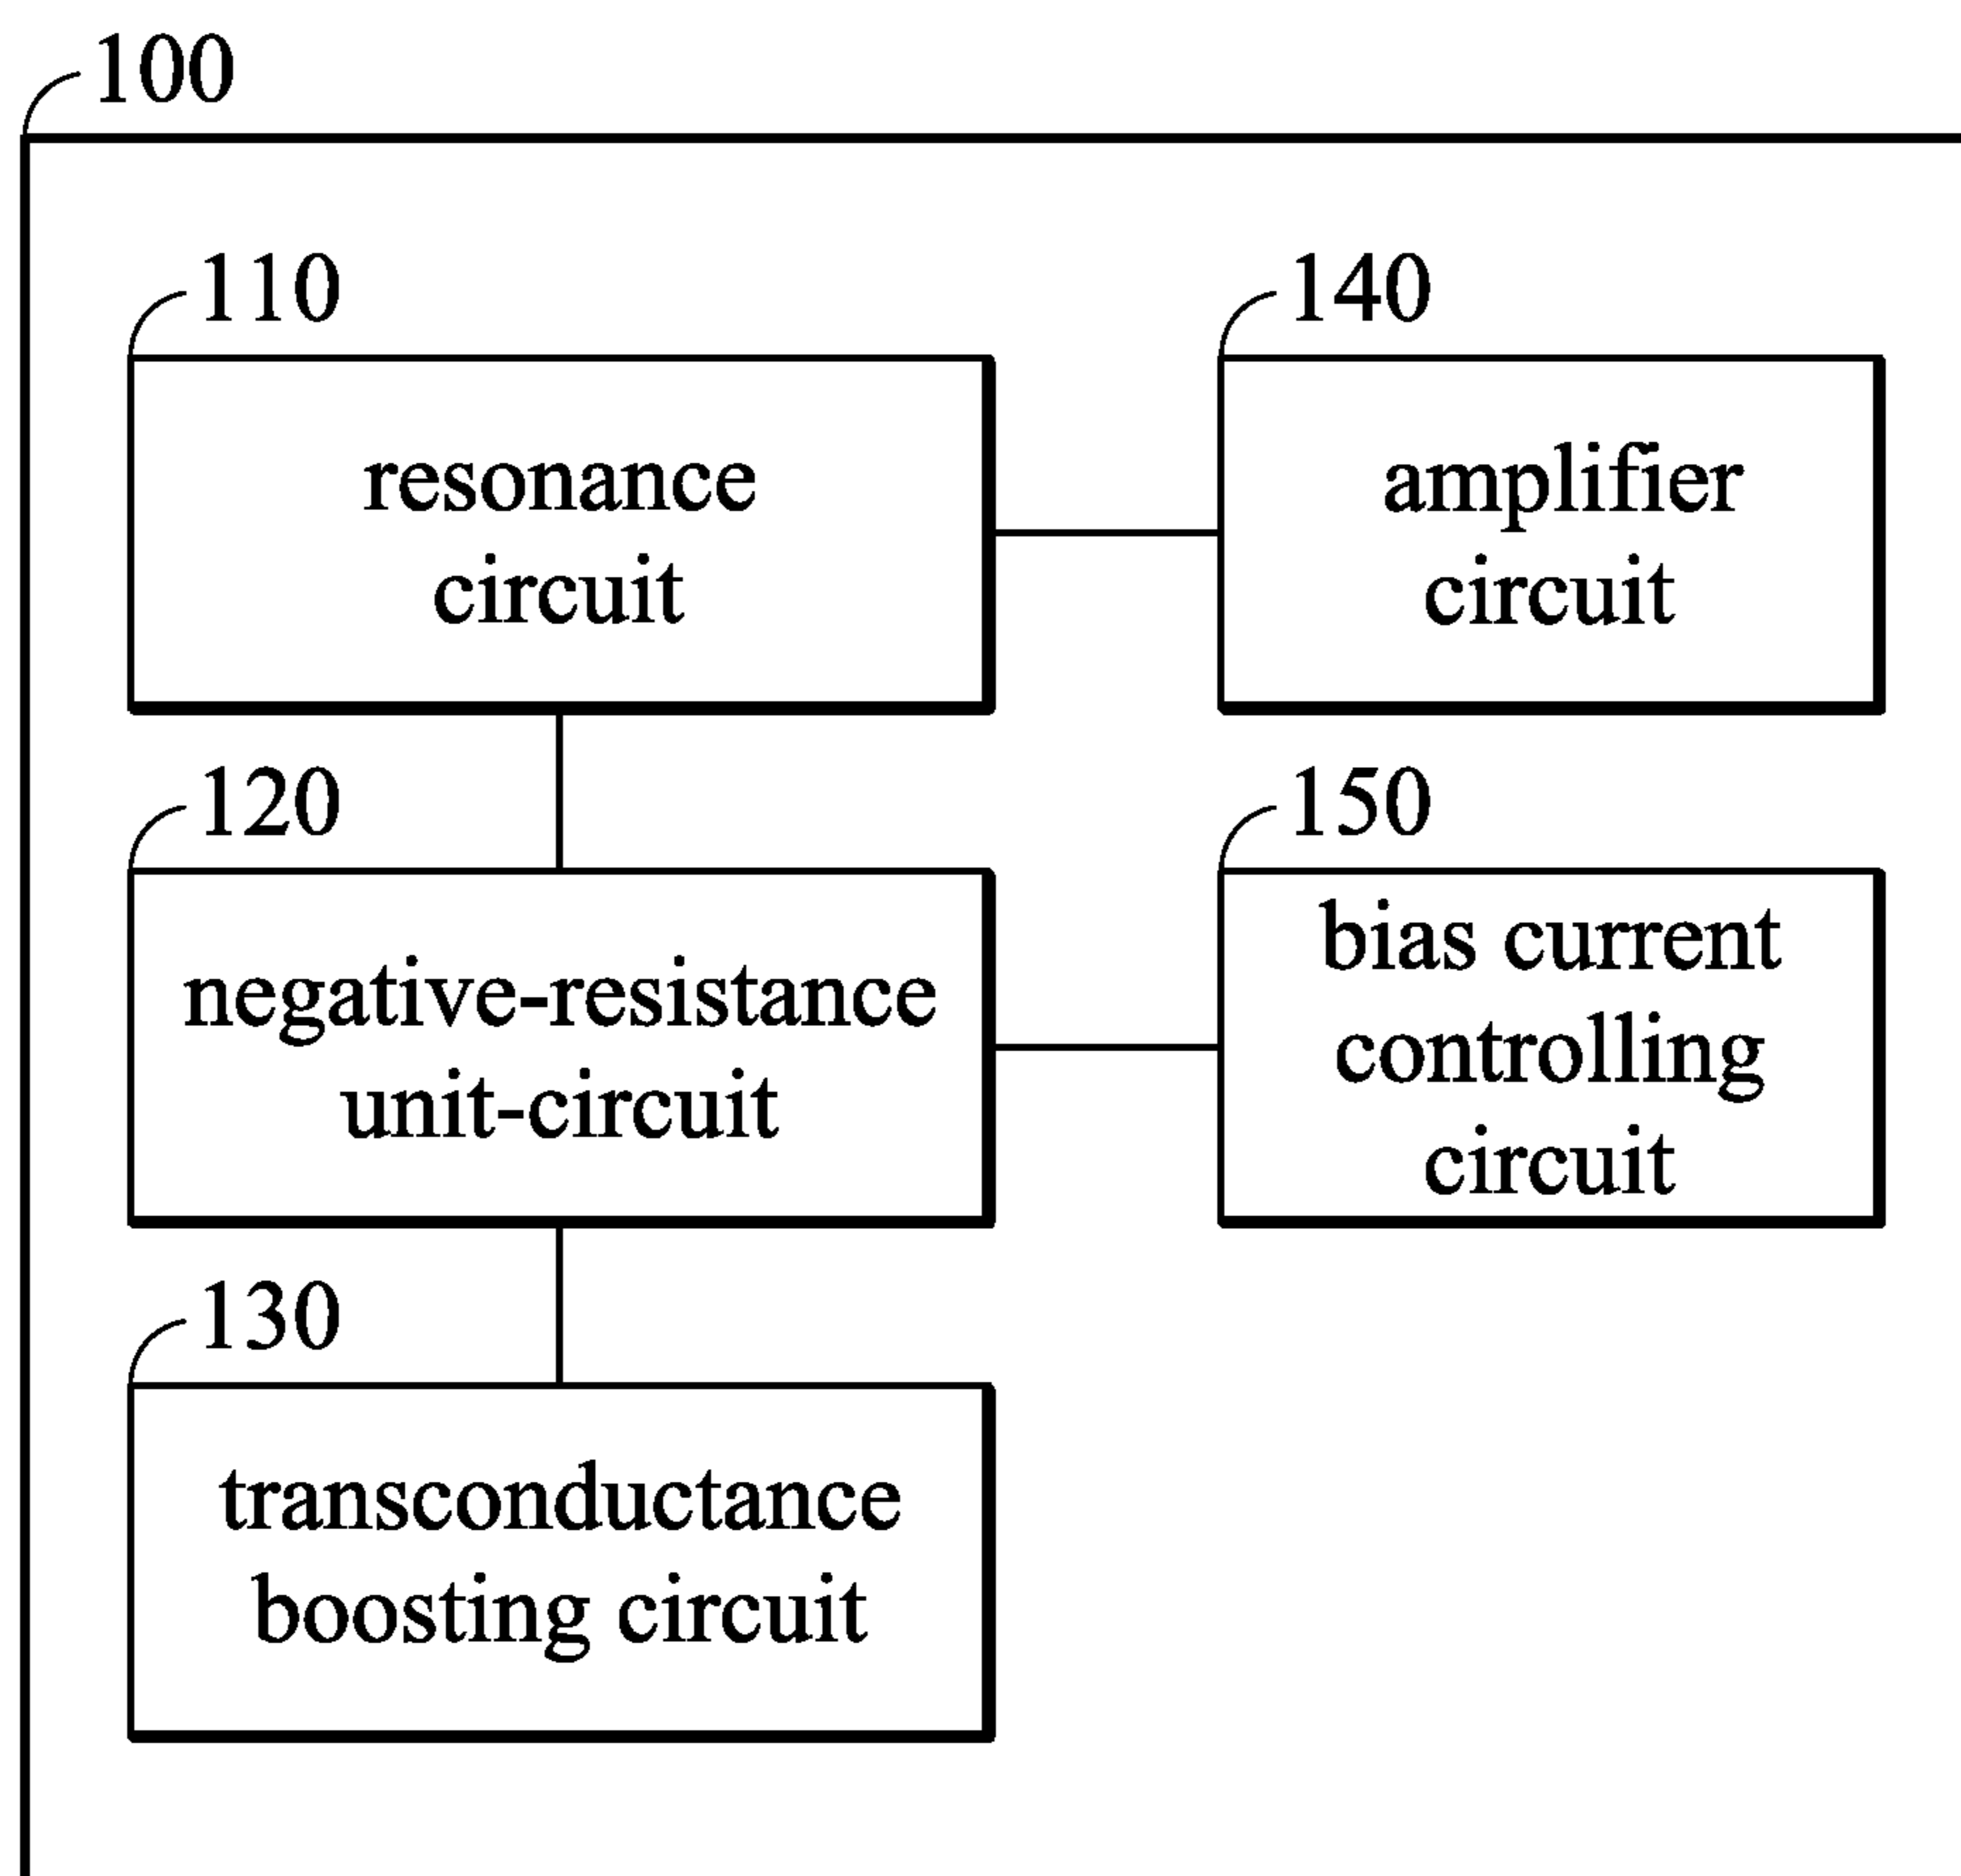 100
110
resonance
circuit
140
amplifier
circuit
120
negative-resistance
unit-circuit
150
bias current
controlling
circuit
130
transconductance
boosting circuit